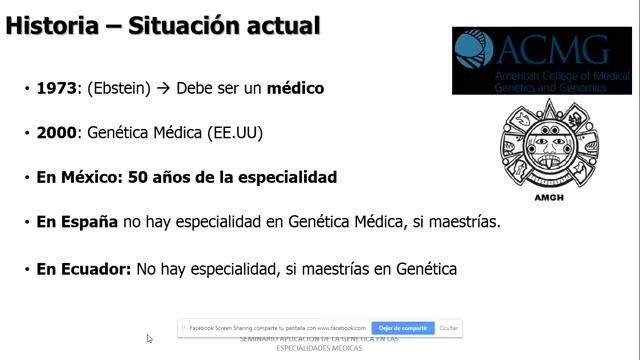 Historia – Situación actual
ACMG
American College of Medical
Genetics and Genomics
• 1973: (Ebstein) → Debe ser un médico
• 2000: Genética Médica (EE.UU)
• En México: 50 años de la especialidad
AMGH
• En España no hay especialidad en Genética Médica, si maestrías.
• En Ecuador: No hay especialidad, si maestrías en Genética
Facebook Screen Sharing comparte tu pantalla con www.facebook.com. Dejar de compartir Ocultar
SEMINARIO APLICACIÓN DE LA GENETICA EN LAS
ESPECIALIDADES MEDICAS